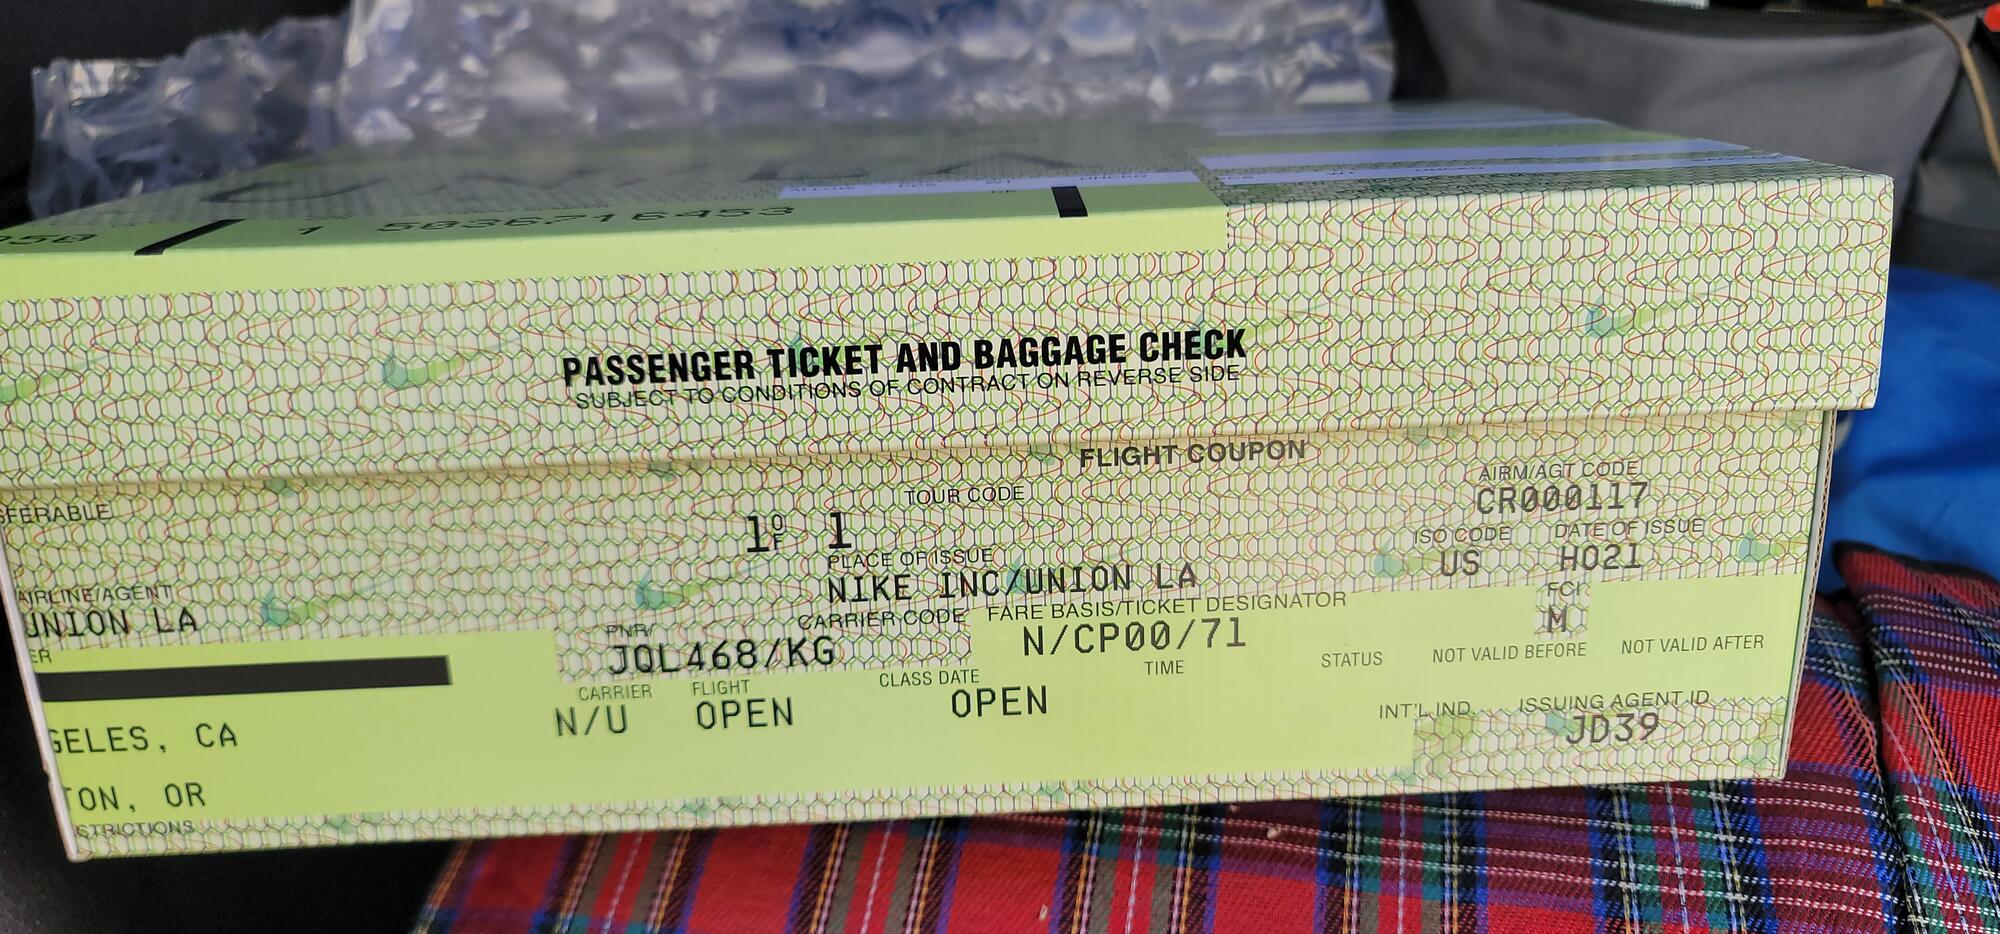 1 5036716453
PASSENGER TICKET AND BAGGAGE CHECK
SUBJECT TO CONDITIONS OF CONTRACT ON REVERSE SIDE
FLIGHT COUPON
TOUR CODE
AIRM/AGT CODE
CR000117
1 OF 1
PLACE OF ISSUE
ISO CODE
DATE OF ISSUE
NIKE INC/UNION LA
US
HO21
AIRLINE/AGENT
UNION LA
CARRIER CODE
FARE BASIS/TICKET DESIGNATOR
FCI
M
PNR/
JQL468/KG
N/CP00/71
TIME
STATUS
NOT VALID BEFORE
NOT VALID AFTER
CARRIER
FLIGHT
CLASS DATE
N/U
OPEN
OPEN
INT'L IND.
ISSUING AGENT ID
JD39
GELES, CA
TON, OR
STRICTIONS